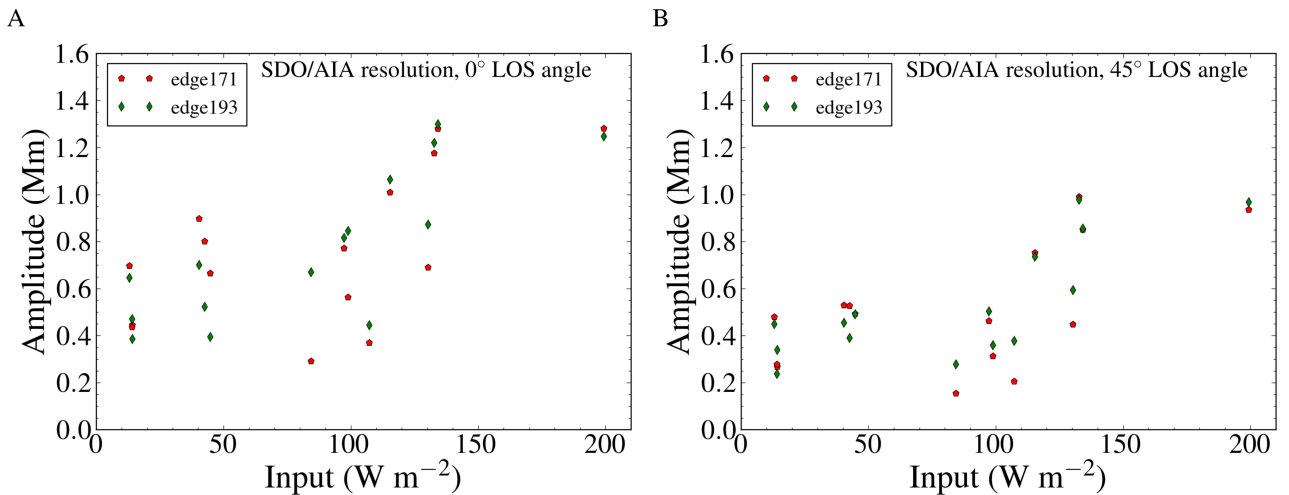 A
SDO/AIA resolution, 0° LOS angle
edge171
edge193
Amplitude (Mm)
1.6
1.4
1.2
1.0
0.8
0.6
0.4
0.2
0.0
0 50 100 150 200
Input (W m⁻²)
B
SDO/AIA resolution, 45° LOS angle
edge171
edge193
Amplitude (Mm)
1.6
1.4
1.2
1.0
0.8
0.6
0.4
0.2
0.0
0 50 100 150 200
Input (W m⁻²)